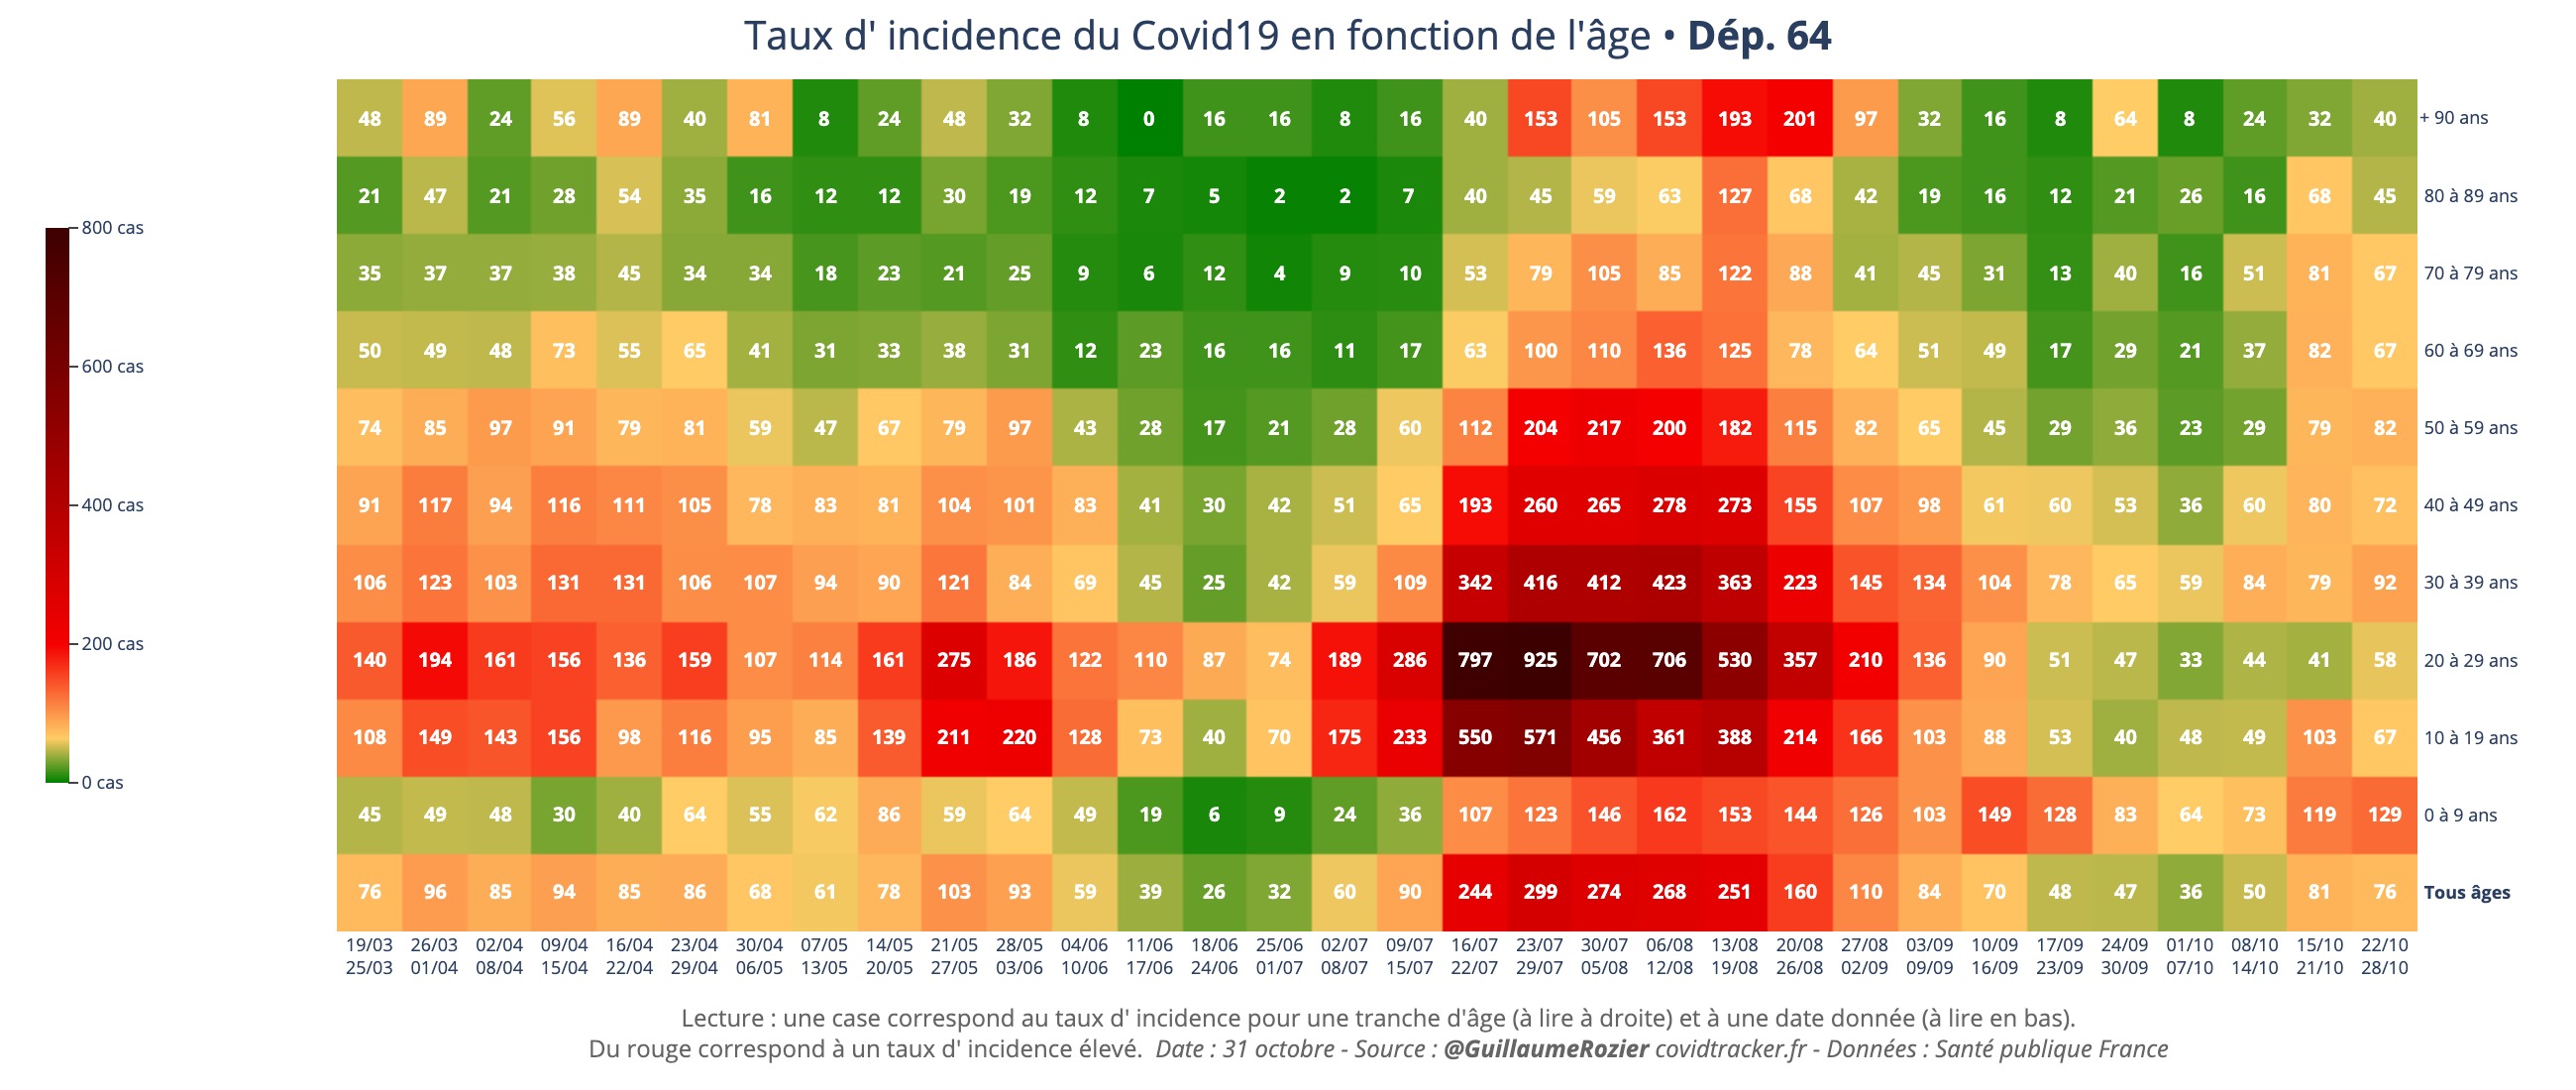 Taux d' incidence du Covid19 en fonction de l'âge • Dép. 64
48 89 24 56 89 40 81 8 24 48 32 8 0 16 16 8 16 40 153 105 153 193 201 97 32 16 8 64 8 24 32 40 + 90 ans
21 47 21 28 54 35 16 12 12 30 19 12 7 5 2 2 7 40 45 59 63 127 68 42 19 16 12 21 26 16 68 45 80 à 89 ans
35 37 37 38 45 34 34 18 23 21 25 9 6 12 4 9 10 53 79 105 85 122 88 41 45 31 13 40 16 51 81 67 70 à 79 ans
50 49 48 73 55 65 41 31 33 38 31 12 23 16 16 11 17 63 100 110 136 125 78 64 51 49 17 29 21 37 82 67 60 à 69 ans
74 85 97 91 79 81 59 47 67 79 97 43 28 17 21 28 60 112 204 217 200 182 115 82 65 45 29 36 23 29 79 82 50 à 59 ans
91 117 94 116 111 105 78 83 81 104 101 83 41 30 42 51 65 193 260 265 278 273 155 107 98 61 60 53 36 60 80 72 40 à 49 ans
106 123 103 131 131 106 107 94 90 121 84 69 45 25 42 59 109 342 416 412 423 363 223 145 134 104 78 65 59 84 79 92 30 à 39 ans
140 194 161 156 136 159 107 114 161 275 186 122 110 87 74 189 286 797 925 702 706 530 357 210 136 90 51 47 33 44 41 58 20 à 29 ans
108 149 143 156 98 116 95 85 139 211 220 128 73 40 70 175 233 550 571 456 361 388 214 166 103 88 53 40 48 49 103 67 10 à 19 ans
45 49 48 30 40 64 55 62 86 59 64 49 19 6 9 24 36 107 123 146 162 153 144 126 103 149 128 83 64 73 119 129 0 à 9 ans
76 96 85 94 85 86 68 61 78 103 93 59 39 26 32 60 90 244 299 274 268 251 160 110 84 70 48 47 36 50 81 76 Tous âges
19/03 26/03 02/04 09/04 16/04 23/04 30/04 07/05 14/05 21/05 28/05 04/06 11/06 18/06 25/06 02/07 09/07 16/07 23/07 30/07 06/08 13/08 20/08 27/08 03/09 10/09 17/09 24/09 01/10 08/10 15/10 22/10
25/03 01/04 08/04 15/04 22/04 29/04 06/05 13/05 20/05 27/05 03/06 10/06 17/06 24/06 01/07 08/07 15/07 22/07 29/07 05/08 12/08 19/08 26/08 02/09 09/09 16/09 23/09 30/09 07/10 14/10 21/10 28/10
800 cas
600 cas
400 cas
200 cas
0 cas
Lecture : une case correspond au taux d' incidence pour une tranche d'âge (à lire à droite) et à une date donnée (à lire en bas).
Du rouge correspond à un taux d' incidence élevé. Date : 31 octobre - Source : @GuillaumeRozier covidtracker.fr - Données : Santé publique France